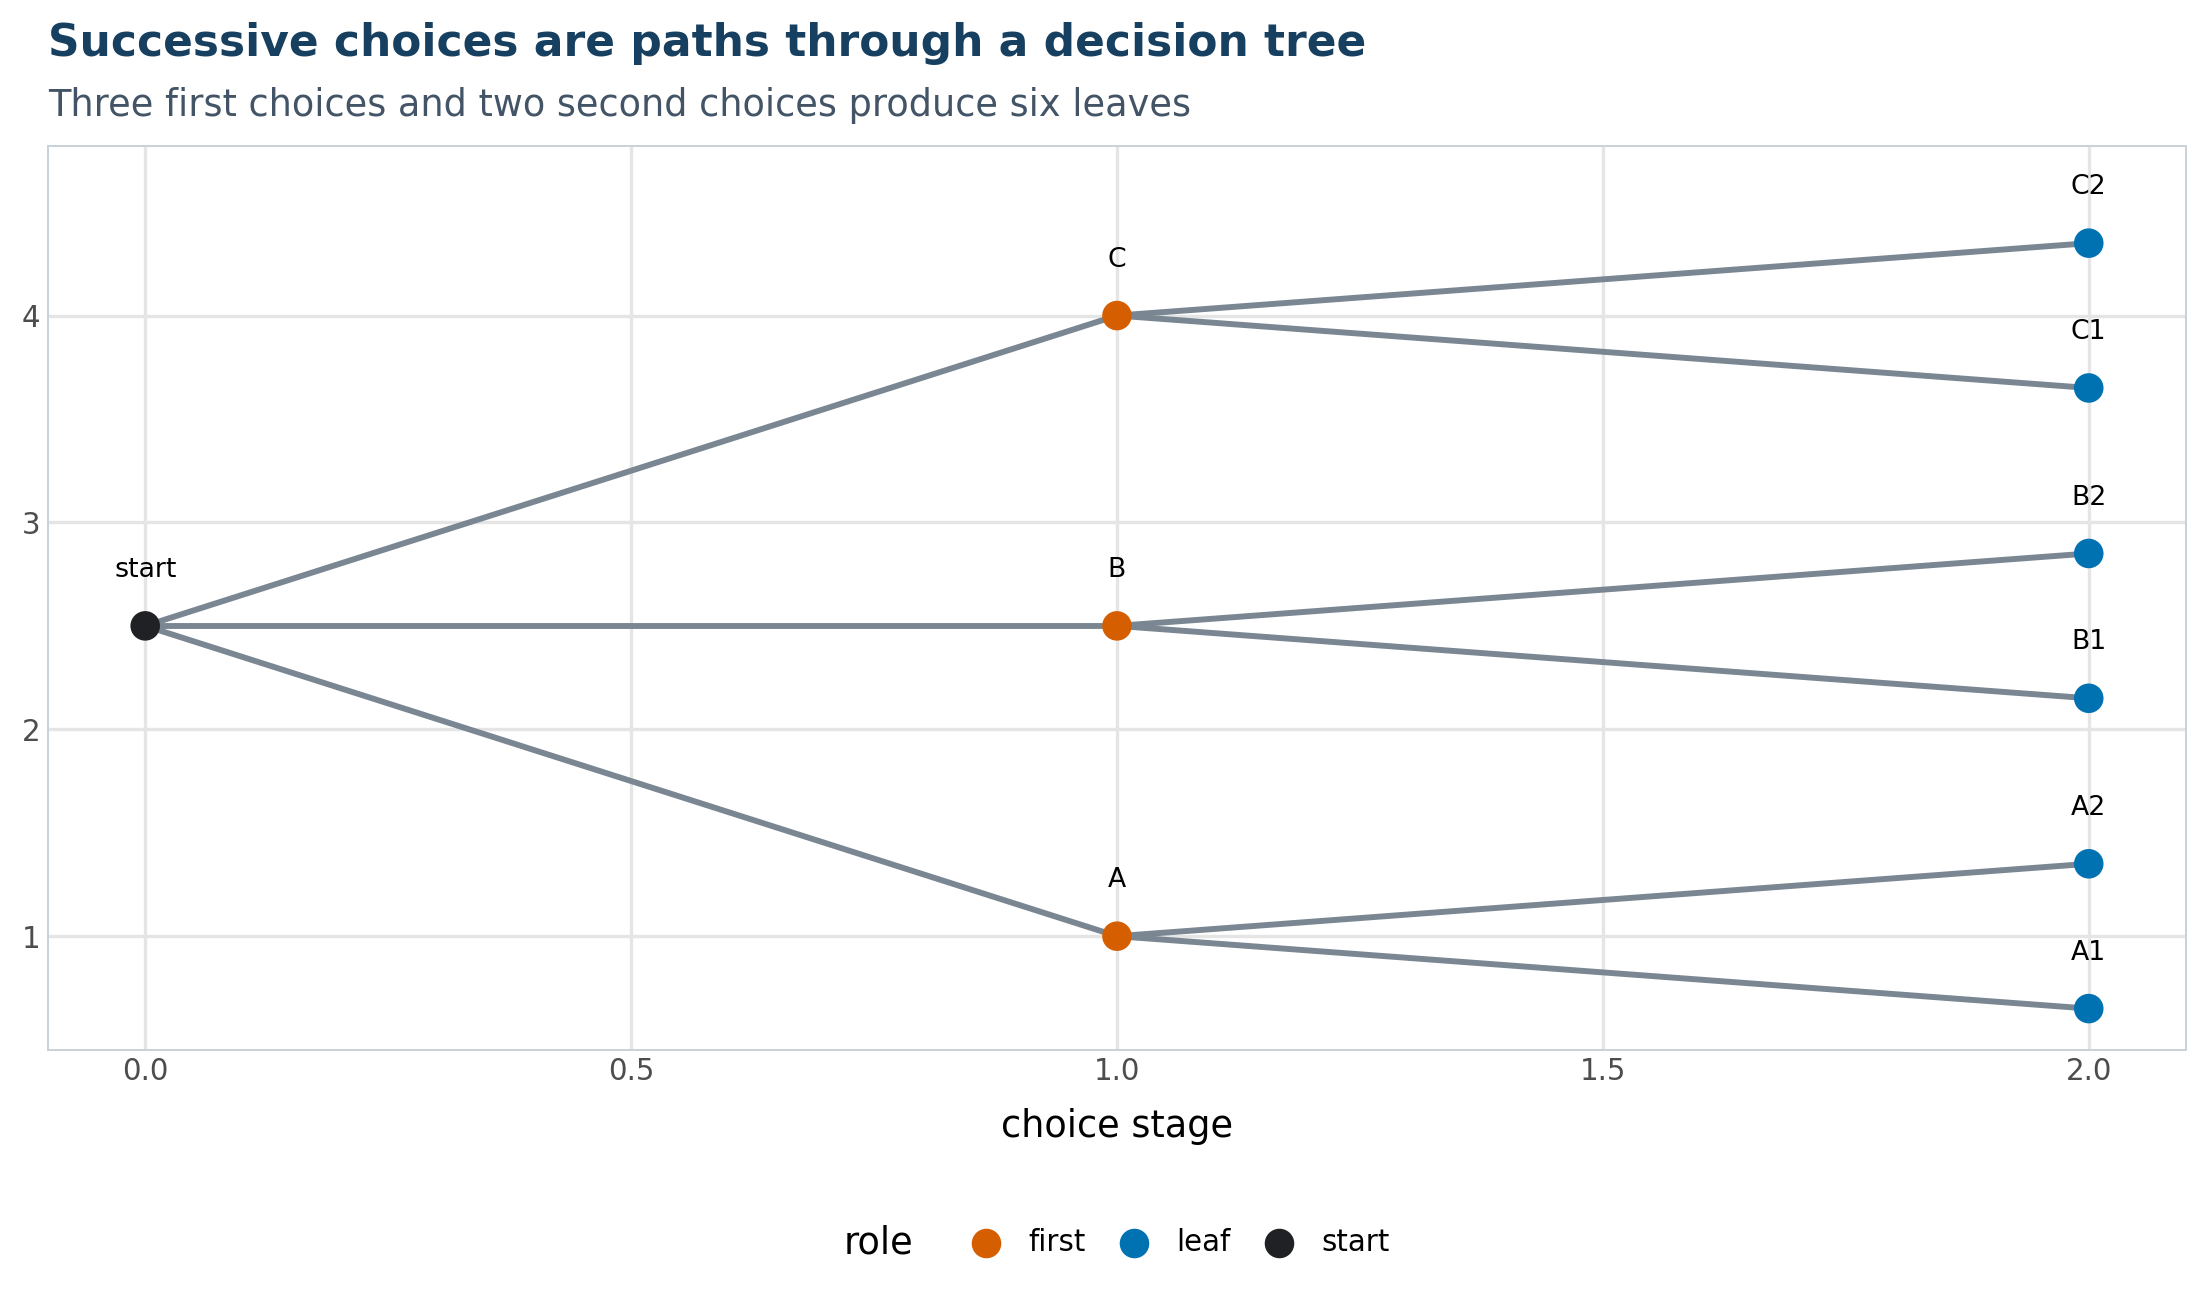 Successive choices are paths through a decision tree
Three first choices and two second choices produce six leaves
C2
C
4
C1
B2
3
start
B
B1
2
A2
A
1
A1
0.0
0.5
1.0
1.5
2.0
choice stage
role
first
leaf
start